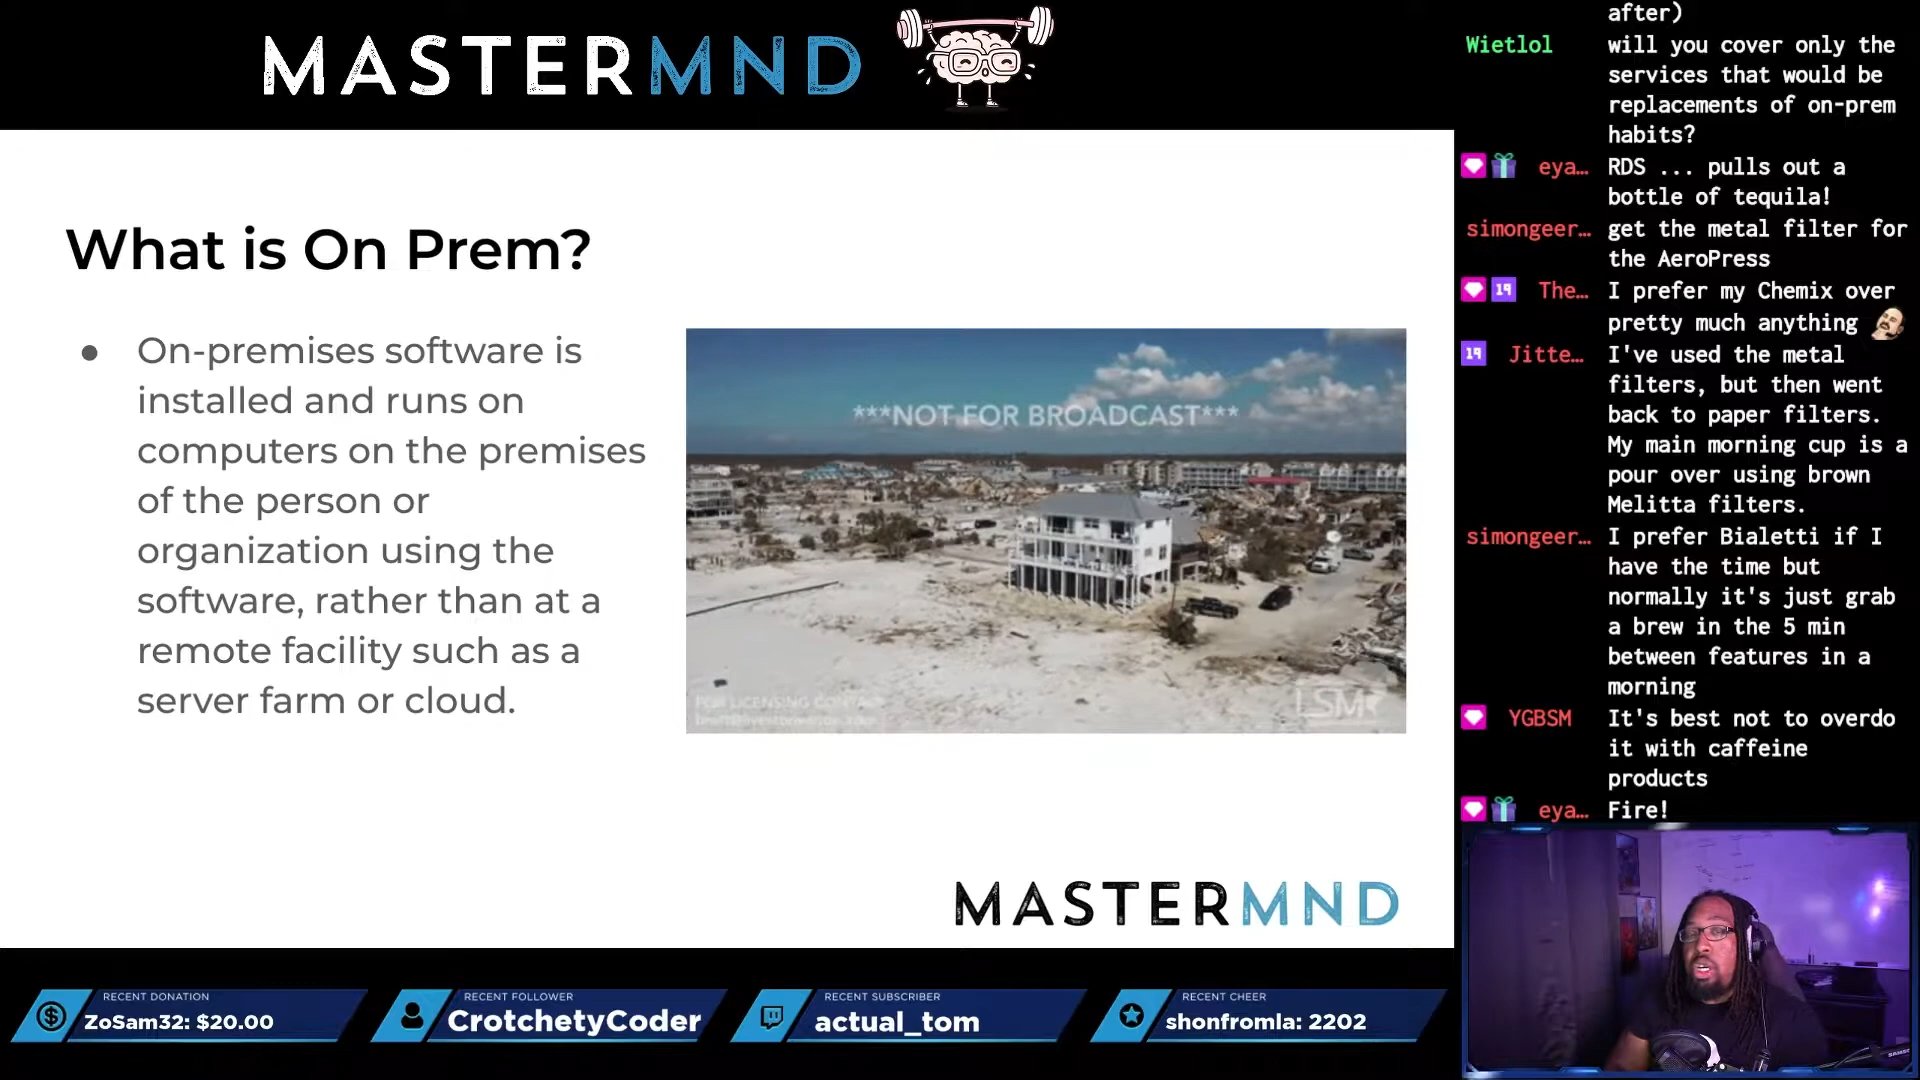 MASTERMND
What is On Prem?
● On-premises software is
installed and runs on
computers on the premises
of the person or
organization using the
software, rather than at a
remote facility such as a
server farm or cloud.
***NOT FOR BROADCAST***
FOR LICENSING CONTACT
LSM
MASTERMND
after)
Wietlol will you cover only the
services that would be
replacements of on-prem
habits?
eya… RDS ... pulls out a
bottle of tequila!
simongeer… get the metal filter for
the AeroPress
19 The… I prefer my Chemix over
pretty much anything
19 Jitte… I've used the metal
filters, but then went
back to paper filters.
My main morning cup is a
pour over using brown
Melitta filters.
simongeer… I prefer Bialetti if I
have the time but
normally it's just grab
a brew in the 5 min
between features in a
morning
YGBSM It's best not to overdo
it with caffeine
products
eya… Fire!
RECENT DONATION
ZoSam32: $20.00
RECENT FOLLOWER
CrotchetyCoder
RECENT SUBSCRIBER
actual_tom
RECENT CHEER
shonfromla: 2202